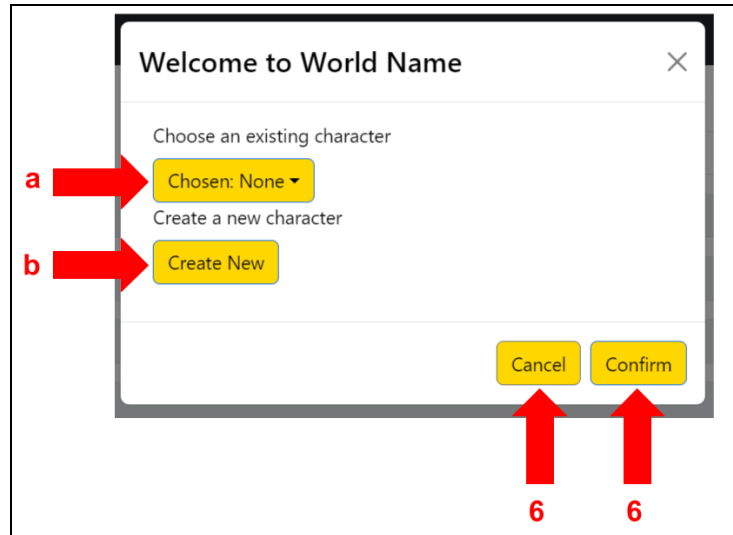 Welcome to World Name
Choose an existing character
a
Chosen: None
Create a new character
b
Create New
Cancel Confirm
6 6